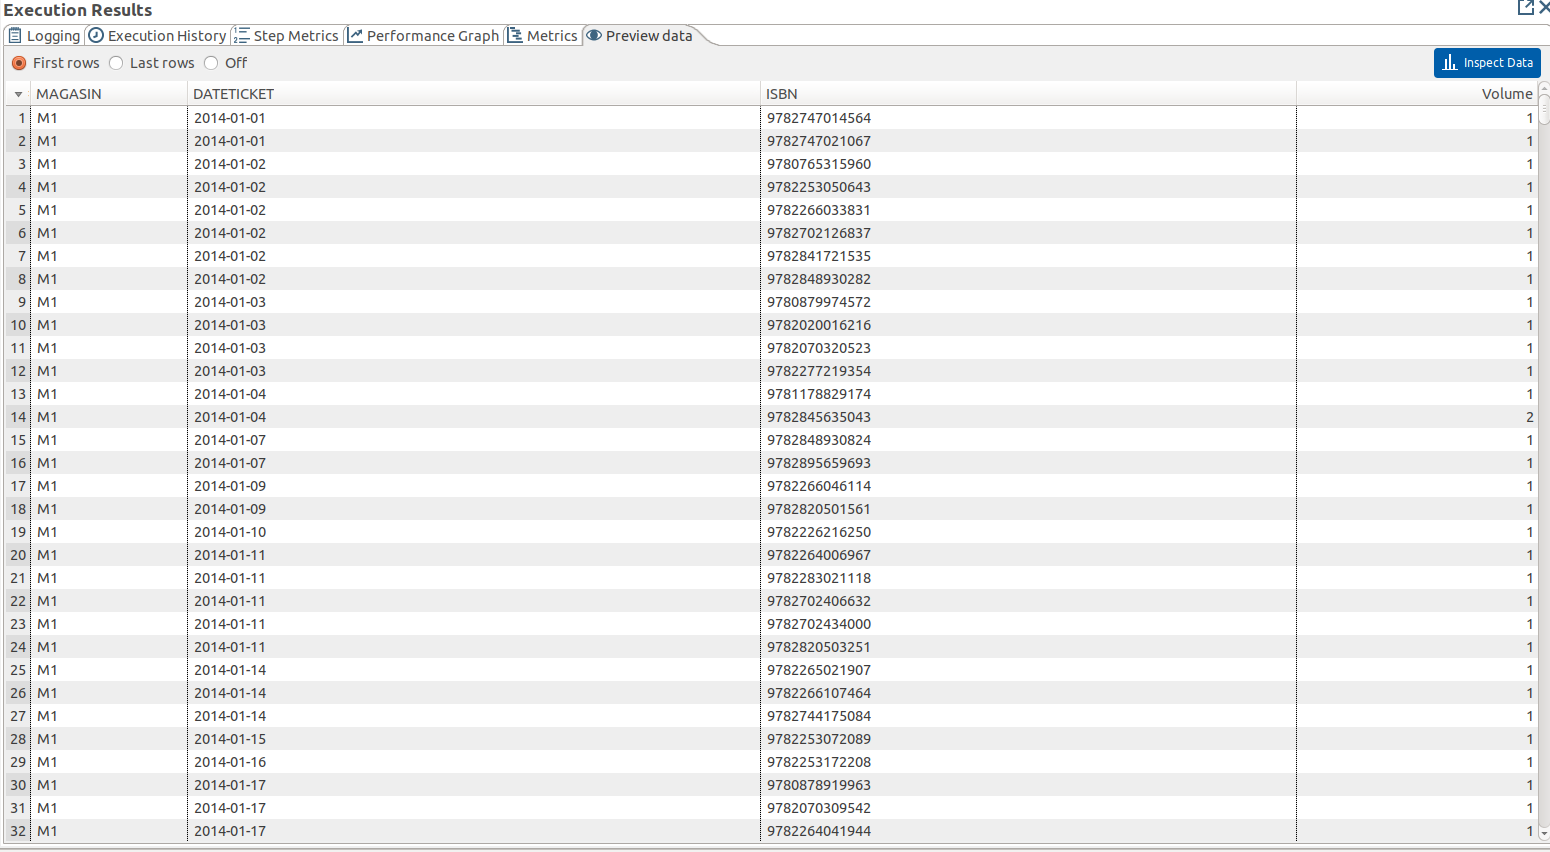 Execution Results
Logging Execution History Step Metrics Performance Graph Metrics Preview data
First rows Last rows Off Inspect Data
MAGASIN DATETICKET ISBN Volume
1 M1 2014-01-01 9782747014564 1
2 M1 2014-01-01 9782747021067 1
3 M1 2014-01-02 9780765315960 1
4 M1 2014-01-02 9782253050643 1
5 M1 2014-01-02 9782266033831 1
6 M1 2014-01-02 9782702126837 1
7 M1 2014-01-02 9782841721535 1
8 M1 2014-01-02 9782848930282 1
9 M1 2014-01-03 9780879974572 1
10 M1 2014-01-03 9782020016216 1
11 M1 2014-01-03 9782070320523 1
12 M1 2014-01-03 9782277219354 1
13 M1 2014-01-04 9781178829174 1
14 M1 2014-01-04 9782845635043 2
15 M1 2014-01-07 9782848930824 1
16 M1 2014-01-07 9782895659693 1
17 M1 2014-01-09 9782266046114 1
18 M1 2014-01-09 9782820501561 1
19 M1 2014-01-10 9782226216250 1
20 M1 2014-01-11 9782264006967 1
21 M1 2014-01-11 9782283021118 1
22 M1 2014-01-11 9782702406632 1
23 M1 2014-01-11 9782702434000 1
24 M1 2014-01-11 9782820503251 1
25 M1 2014-01-14 9782265021907 1
26 M1 2014-01-14 9782266107464 1
27 M1 2014-01-14 9782744175084 1
28 M1 2014-01-15 9782253072089 1
29 M1 2014-01-16 9782253172208 1
30 M1 2014-01-17 9780878919963 1
31 M1 2014-01-17 9782070309542 1
32 M1 2014-01-17 9782264041944 1